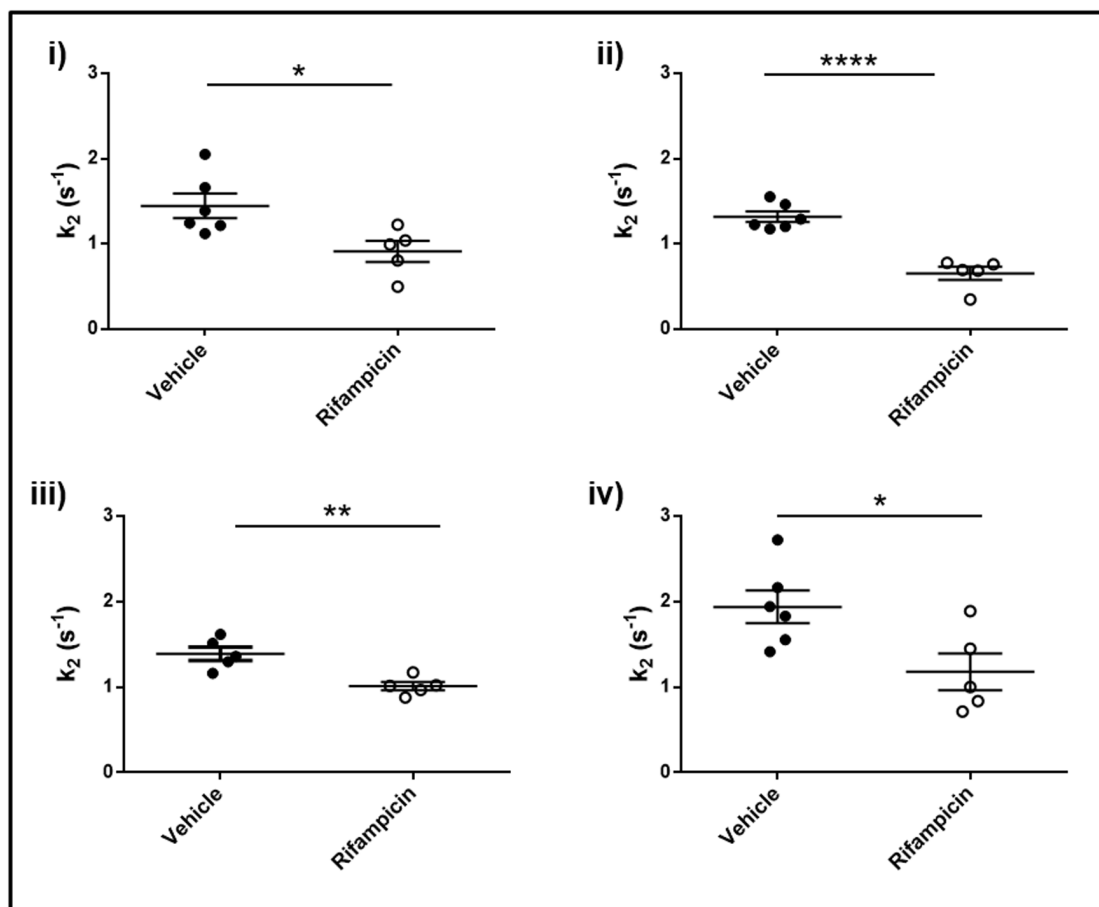 i)
*
3
2
1
0
k₂ (s⁻¹)
Vehicle
Rifampicin
ii)
****
3
2
1
0
k₂ (s⁻¹)
Vehicle
Rifampicin
iii)
**
3
2
1
0
k₂ (s⁻¹)
Vehicle
Rifampicin
iv)
*
3
2
1
0
k₂ (s⁻¹)
Vehicle
Rifampicin